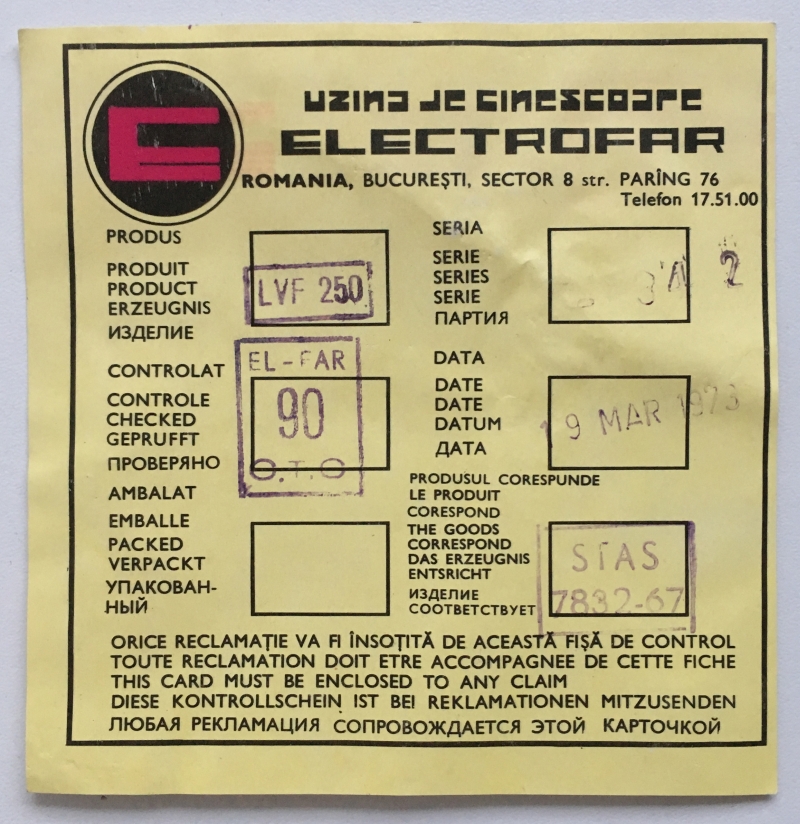 UZINA DE CINESCOAPE
ELECTROFAR
ROMANIA, BUCUREȘTI, SECTOR 8 str. PARÎNG 76
Telefon 17.51.00
PRODUS
PRODUIT
PRODUCT
ERZEUGNIS
ИЗДЕЛИЕ
LVF 250
SERIA
SERIE
SERIES
SERIE
ПАРТИЯ
2
CONTROLAT
CONTROLE
CHECKED
GEPRUFFT
ПРОВЕРЯНО
EL-FAR
90
O.T.C
DATA
DATE
DATE
DATUM
ДАТА
19 MAR 1973
AMBALAT
EMBALLE
PACKED
VERPACKT
УПАКОВАН-
НЫЙ
PRODUSUL CORESPUNDE
LE PRODUIT
CORESPOND
THE GOODS
CORRESPOND
DAS ERZEUGNIS
ENTSRICHT
ИЗДЕЛИЕ
СООТВЕТСТВУЕТ
STAS
7832-67
ORICE RECLAMAȚIE VA FI ÎNSOȚITĂ DE ACEASTĂ FIȘĂ DE CONTROL
TOUTE RECLAMATION DOIT ETRE ACCOMPAGNEE DE CETTE FICHE
THIS CARD MUST BE ENCLOSED TO ANY CLAIM
DIESE KONTROLLSCHEIN IST BEI REKLAMATIONEN MITZUSENDEN
ЛЮБАЯ РЕКЛАМАЦИЯ СОПРОВОЖДАЕТСЯ ЭТОЙ КАРТОЧКОЙ